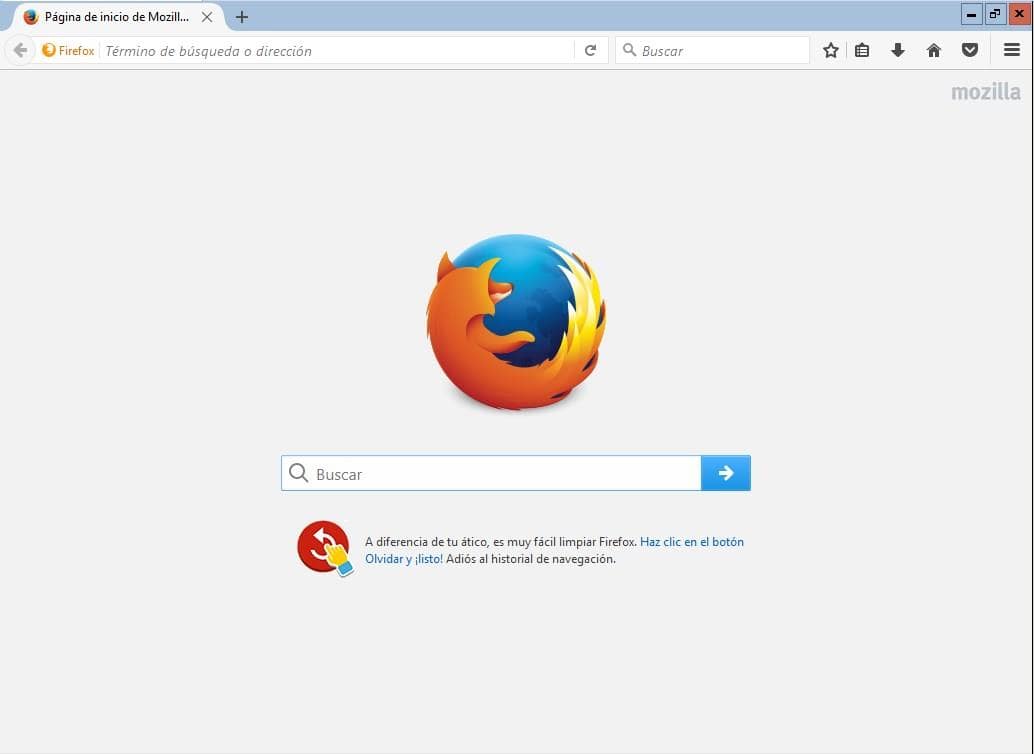 Página de inicio de Mozill...
Firefox Término de búsqueda o dirección Buscar
mozilla
Buscar
A diferencia de tu ático, es muy fácil limpiar Firefox. Haz clic en el botón
Olvidar y ¡listo! Adiós al historial de navegación.